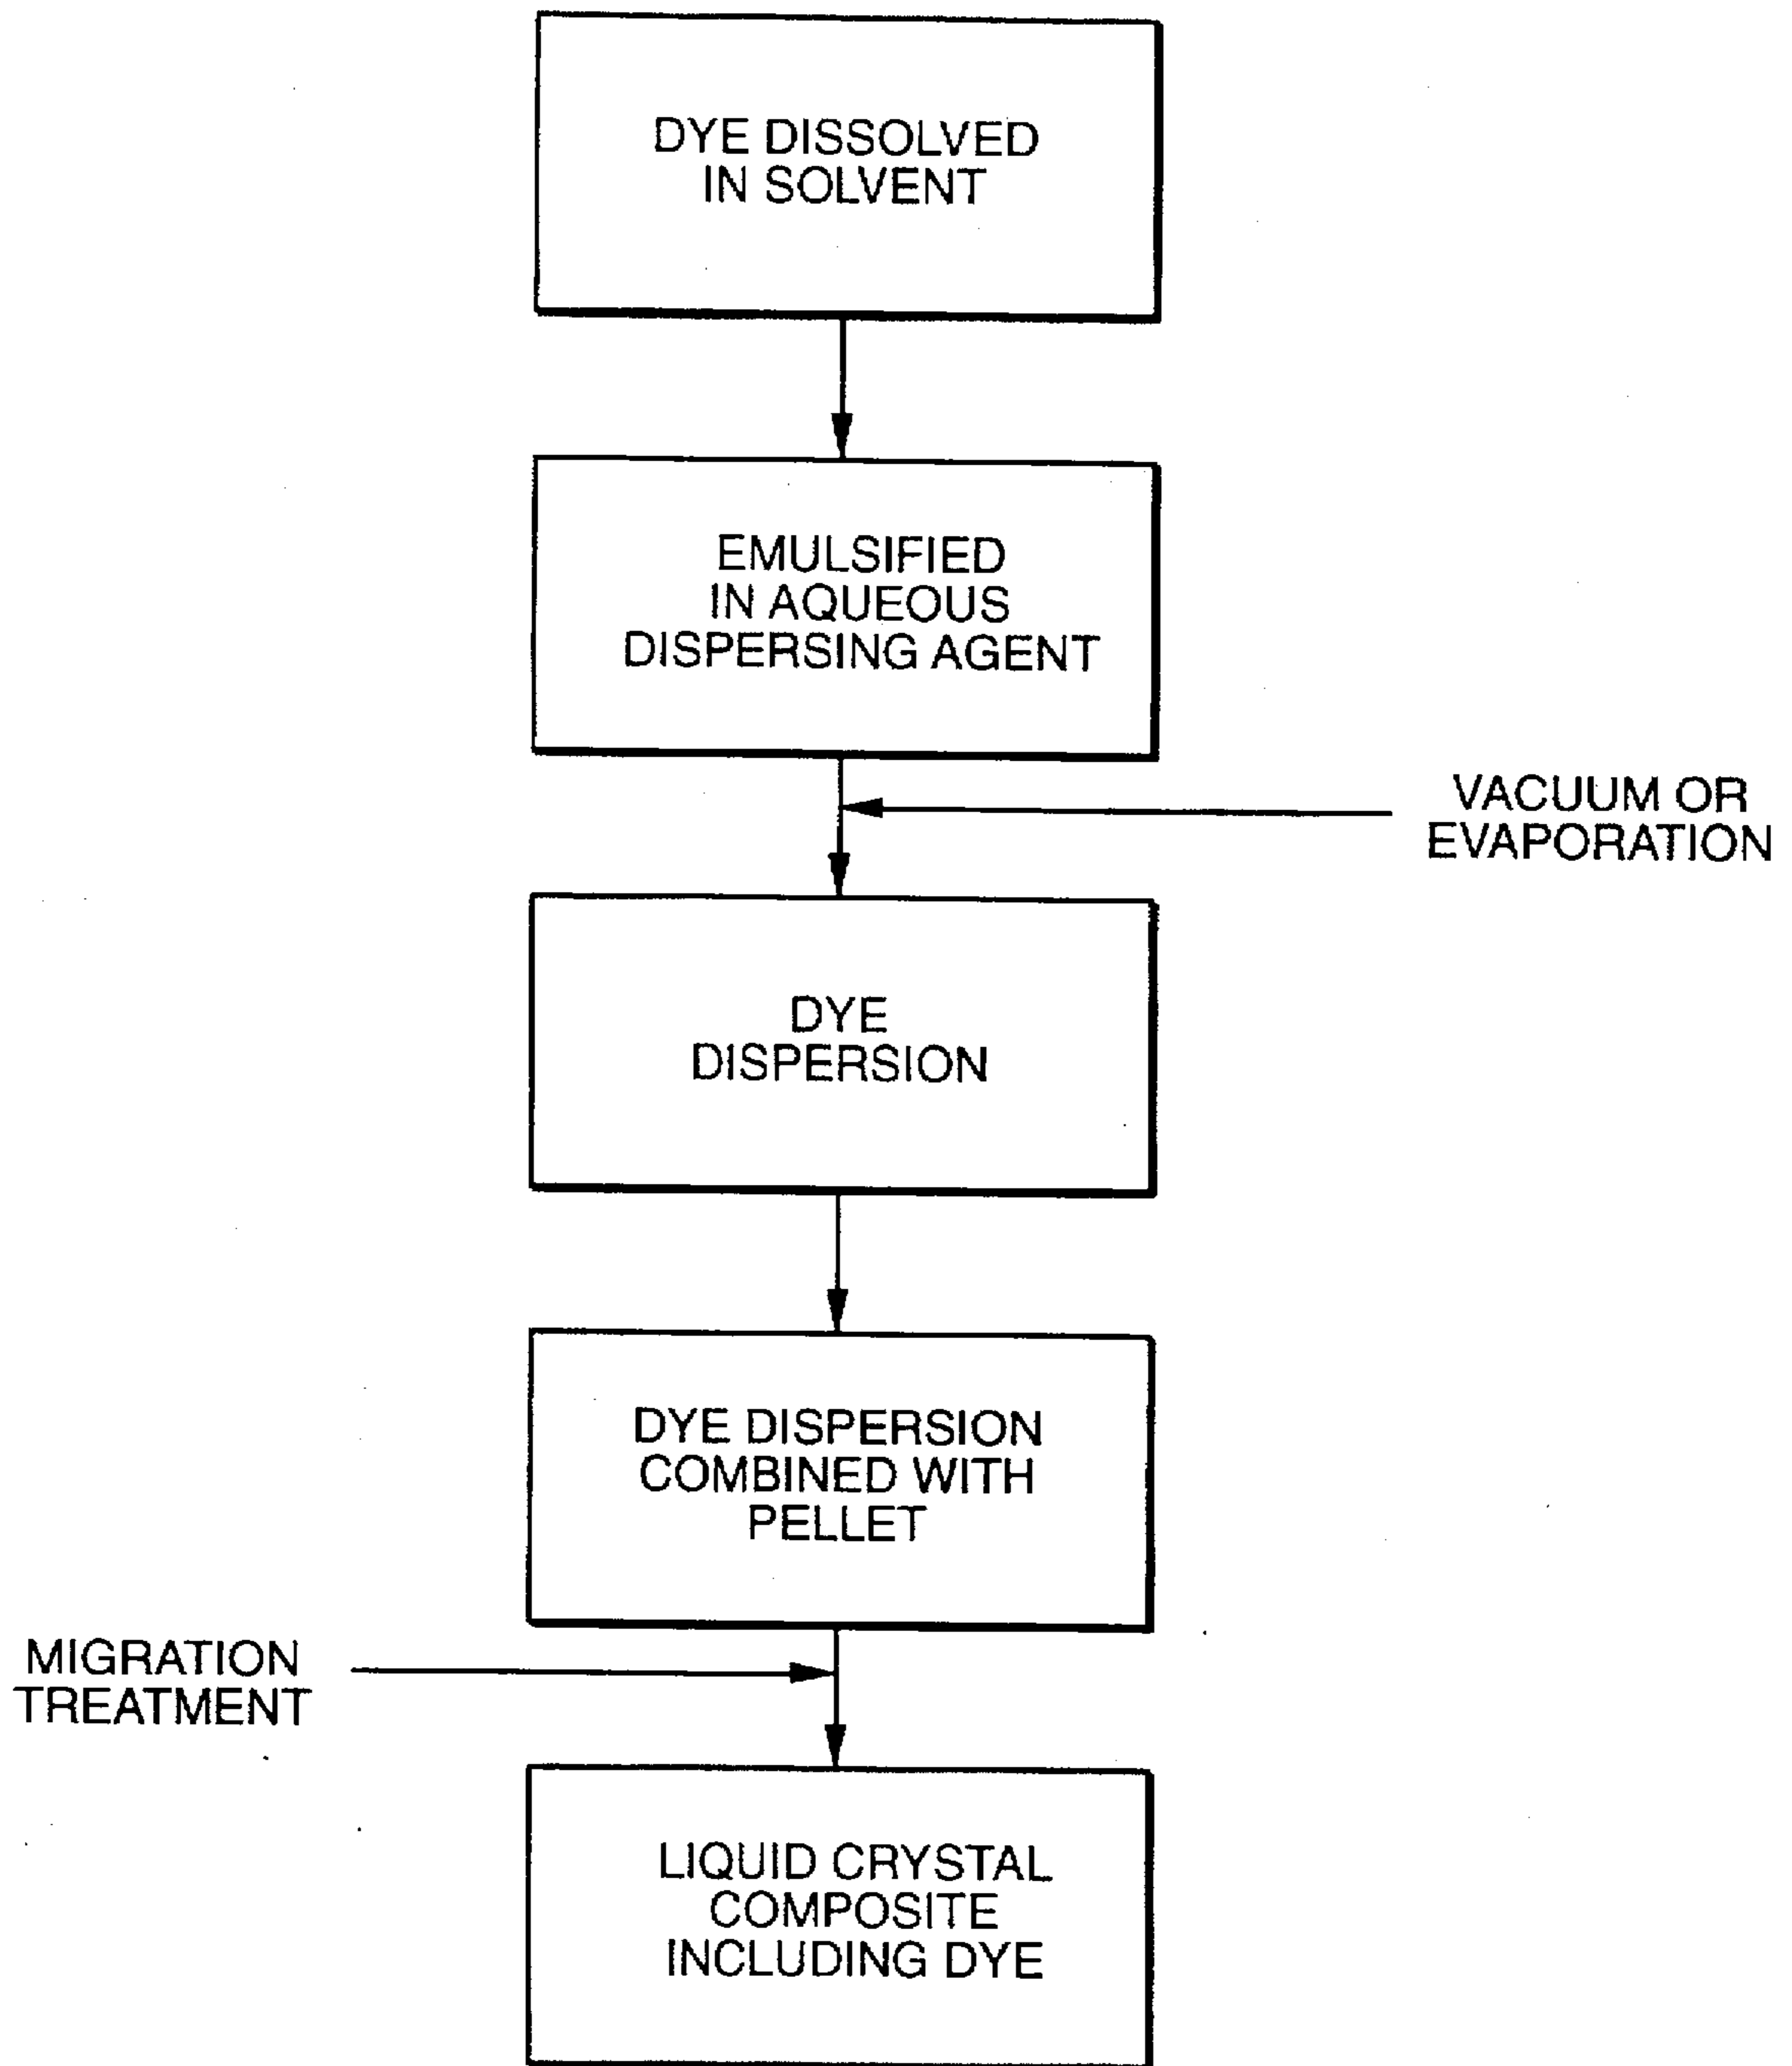 DYE DISSOLVED
IN SOLVENT
EMULSIFIED
IN AQUEOUS
DISPERSING AGENT
VACUUM OR
EVAPORATION
DYE
DISPERSION
DYE DISPERSION
COMBINED WITH
PELLET
MIGRATION
TREATMENT
LIQUID CRYSTAL
COMPOSITE
INCLUDING DYE